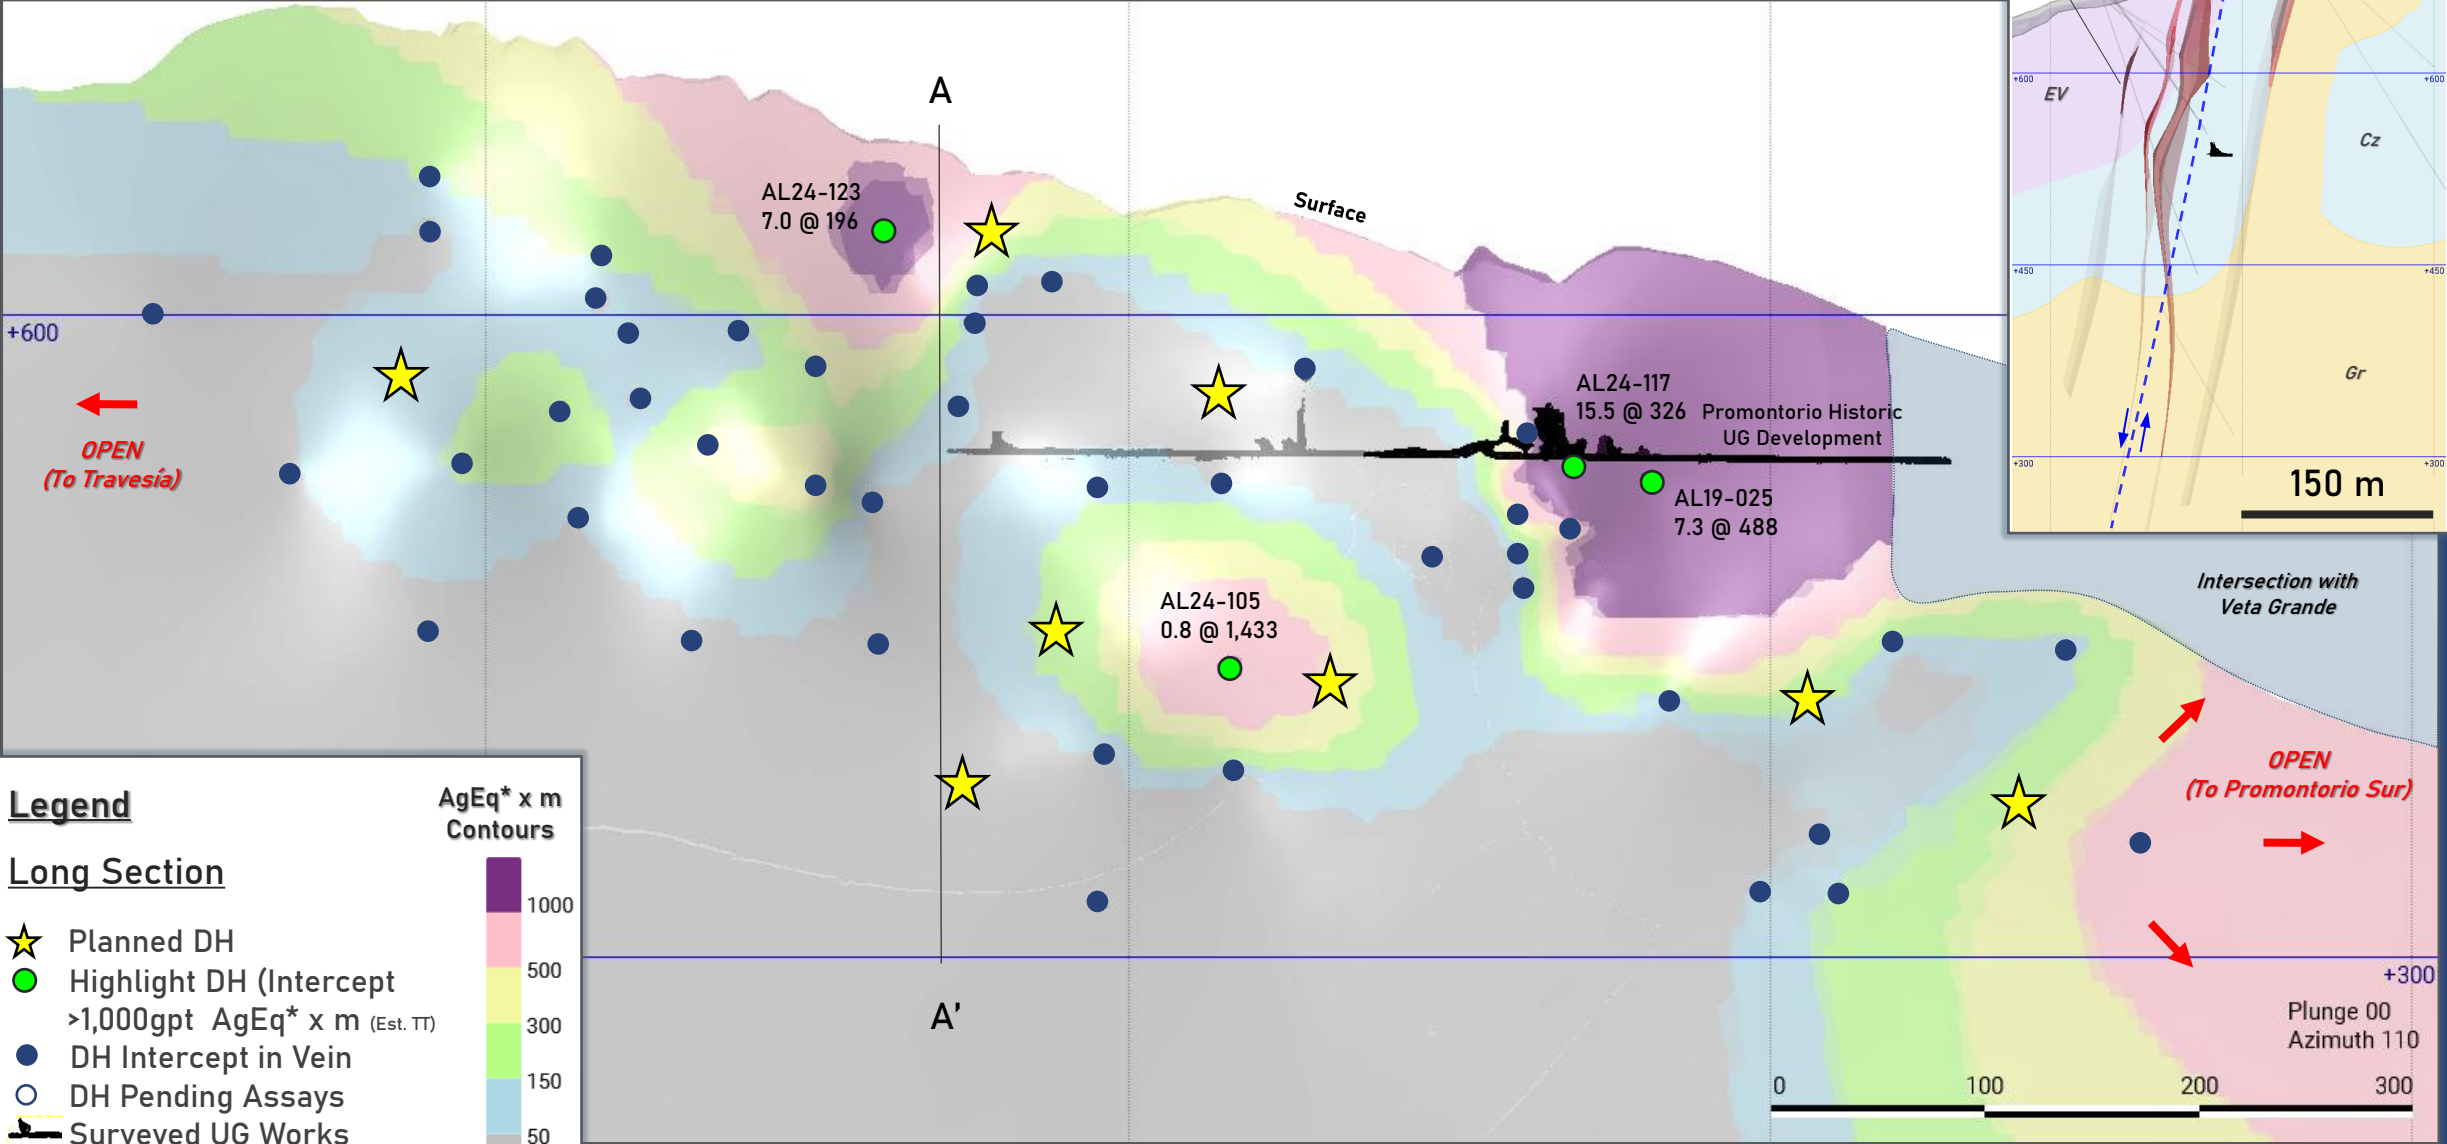 A
Surface
AL24-123
7.0 @ 196
+600
OPEN
(To Travesía)
AL24-117
15.5 @ 326
Promontorio Historic
UG Development
AL19-025
7.3 @ 488
AL24-105
0.8 @ 1,433
Intersection with
Veta Grande
OPEN
(To Promontorio Sur)
A'
+300
Plunge 00
Azimuth 110
0 100 200 300
+600
+600
EV
Cz
+450
+450
Gr
+300
+300
150 m
Legend
Long Section
Planned DH
Highlight DH (Intercept
>1,000gpt AgEq* x m (Est. TT)
DH Intercept in Vein
DH Pending Assays
Surveyed UG Works
AgEq* x m
Contours
1000
500
300
150
50